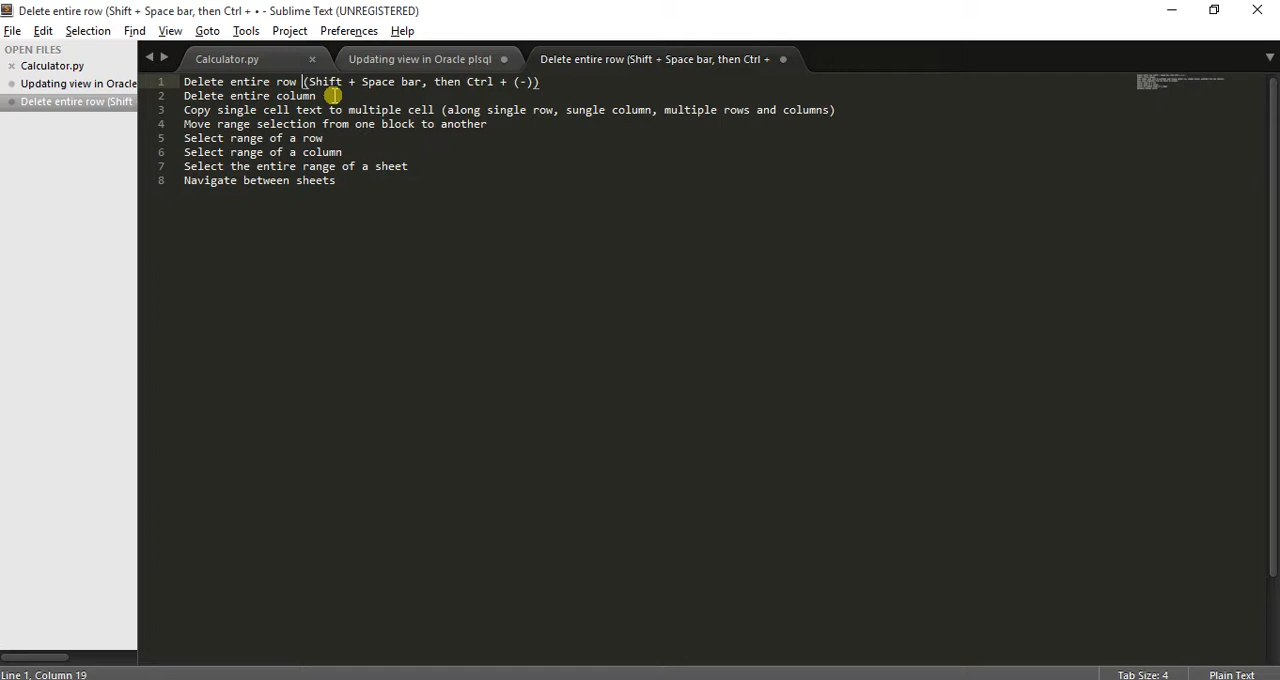 Delete entire row (Shift + Space bar, then Ctrl + • - Sublime Text (UNREGISTERED)
File Edit Selection Find View Goto Tools Project Preferences Help
OPEN FILES
Calculator.py
Updating view in Oracle
Delete entire row (Shift
Calculator.py
Updating view in Oracle plsql
Delete entire row (Shift + Space bar, then Ctrl +
1 Delete entire row (Shift + Space bar, then Ctrl + (-))
2 Delete entire column
3 Copy single cell text to multiple cell (along single row, sungle column, multiple rows and columns)
4 Move range selection from one block to another
5 Select range of a row
6 Select range of a column
7 Select the entire range of a sheet
8 Navigate between sheets
Line 1, Column 19
Tab Size: 4
Plain Text